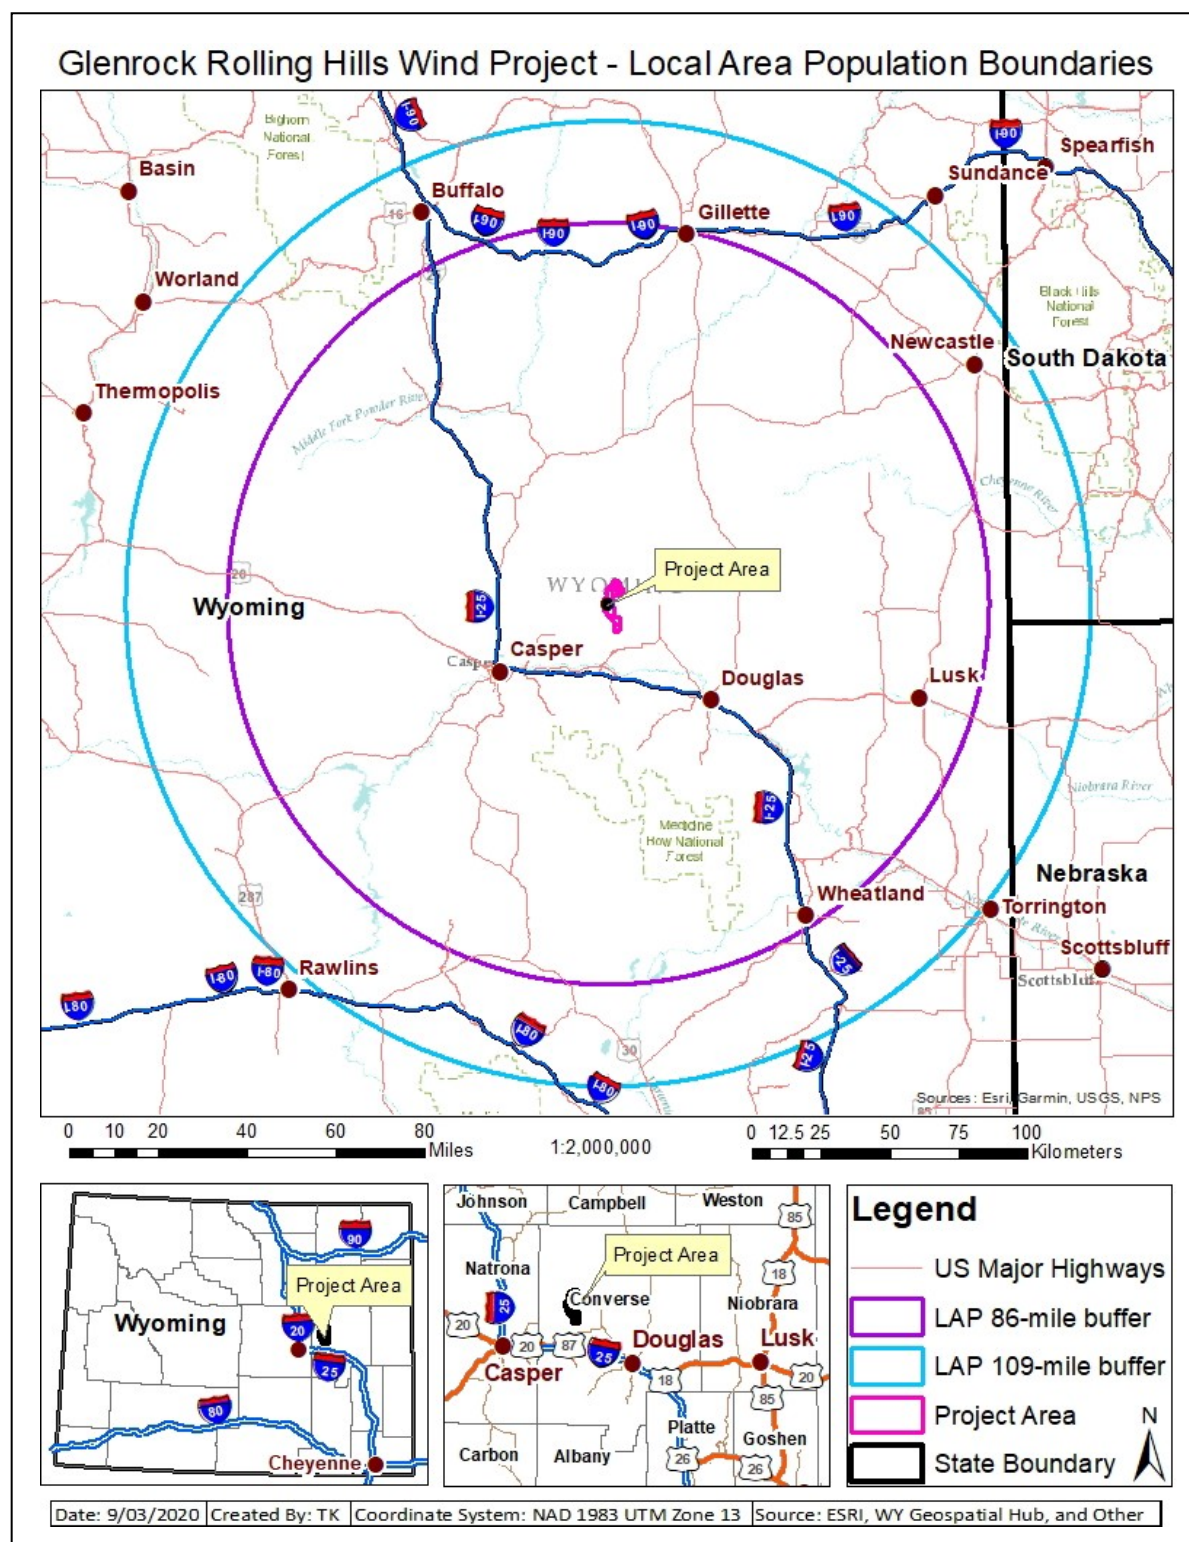 Glenrock Rolling Hills Wind Project - Local Area Population Boundaries
I-90
Bighorn
National
Forest
I-90
Spearfish
Basin
Sundance
Buffalo
16
I-90
I-90
I-90
Gillette
I-90
Worland
Black Hills
National
Forest
Newcastle
South Dakota
Thermopolis
Middle Fork Powder River
Cheyenne River
WYOMING
Project Area
20
Wyoming
I-25
Casper
Casper
Douglas
Lusk
Niobrara River
I-25
Medicine
Bow National
Forest
Nebraska
287
Wheatland
Torrington
Scottsbluff
Scottsbluff
I-25
Rawlins
I-80
I-80
I-80
I-80
30
I-25
I-80
Sources: Esri, Garmin, USGS, NPS
0 10 20 40 60 80 Miles
1:2,000,000
0 12.5 25 50 75 100 Kilometers
90
Project Area
Wyoming
20
25
80
Cheyenne
Johnson Campbell Weston
85
Project Area
Natrona
18
25
Converse
Niobrara
20
20
87
25
Douglas
Lusk
Casper
18
20
85
Platte
Goshen
Carbon
Albany
26
26
Legend
US Major Highways
LAP 86-mile buffer
LAP 109-mile buffer
Project Area
State Boundary
N
Date: 9/03/2020 Created By: TK Coordinate System: NAD 1983 UTM Zone 13 Source: ESRI, WY Geospatial Hub, and Other